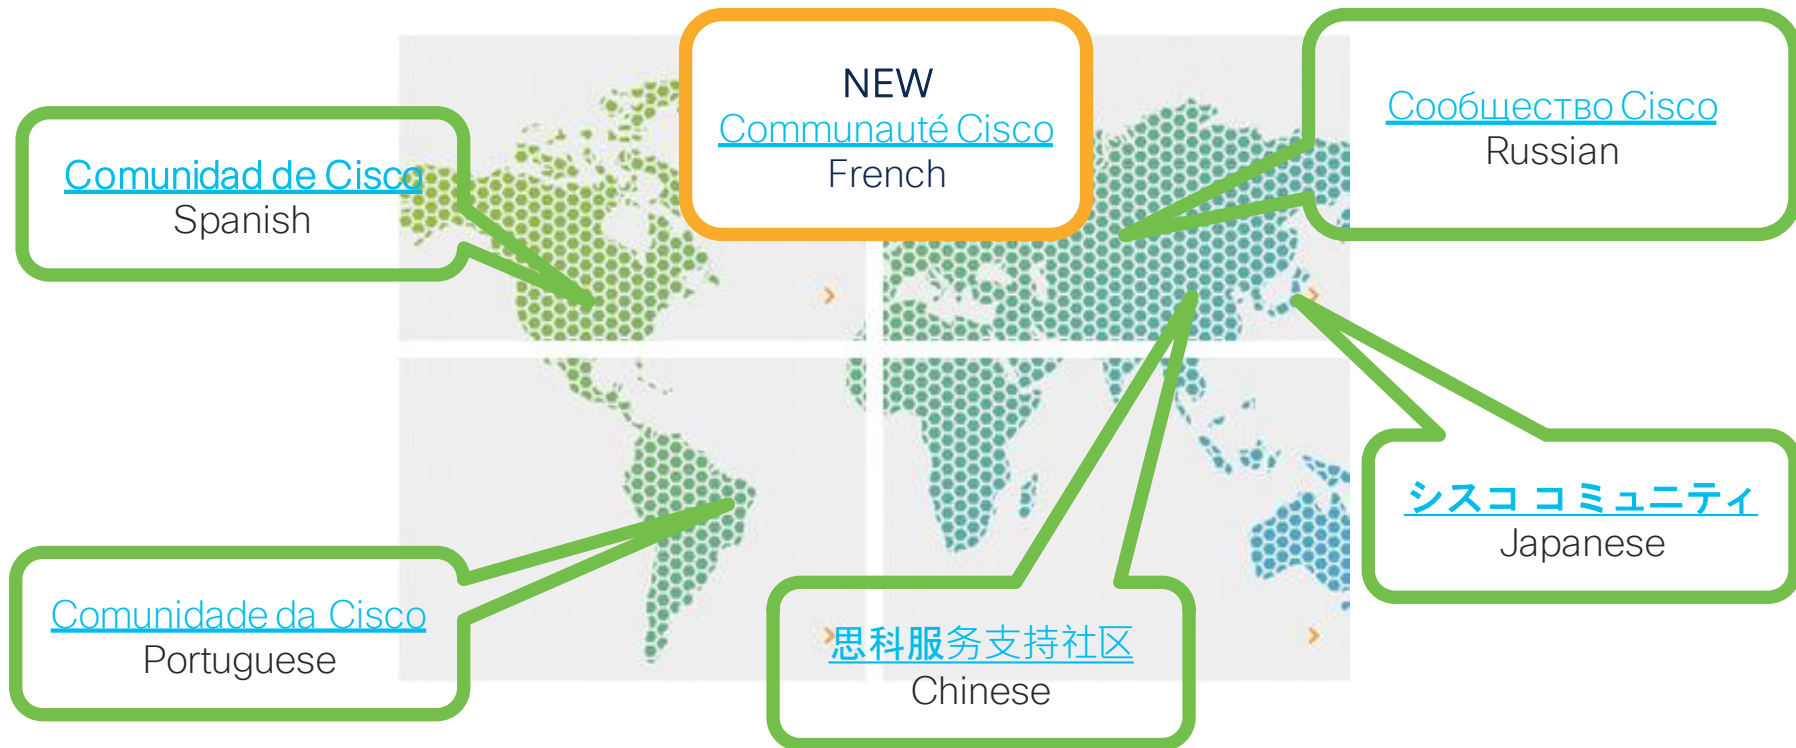 NEW
Communauté Cisco
French
Сообщество Cisco
Russian
Comunidad de Cisco
Spanish
シスコ コミュニティ
Japanese
Comunidade da Cisco
Portuguese
思科服务支持社区
Chinese